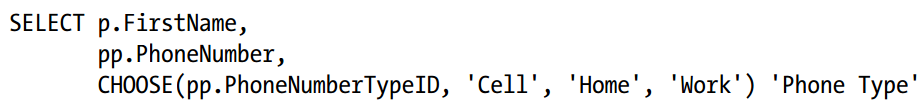 SELECT p.FirstName,
pp.PhoneNumber,
CHOOSE(pp.PhoneNumberTypeID, 'Cell', 'Home', 'Work') 'Phone Type'